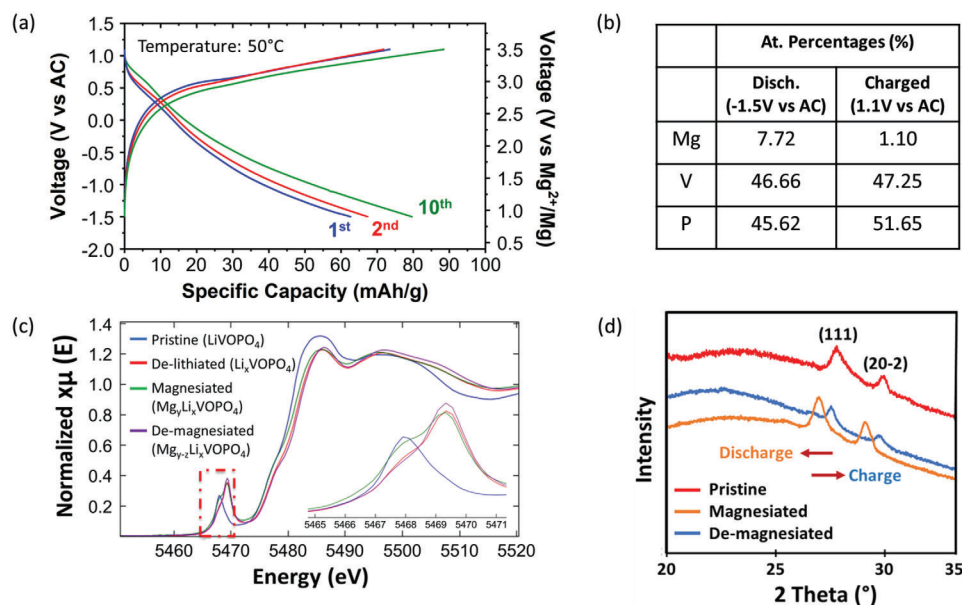 (a)
1.5
1.0
0.5
0.0
-0.5
-1.0
-1.5
-2.0
Voltage (V vs AC)
Temperature: 50°C
1st
2nd
10th
4.0
3.5
3.0
2.5
2.0
1.5
1.0
0.5
Voltage (V vs Mg2+/Mg)
0 10 20 30 40 50 60 70 80 90 100
Specific Capacity (mAh/g)
(b)
At. Percentages (%)
Disch. Charged
(-1.5V vs AC) (1.1V vs AC)
Mg 7.72 1.10
V 46.66 47.25
P 45.62 51.65
(c)
1.4
1.2
1.0
0.8
0.6
0.4
0.2
0.0
Normalized xμ (E)
Pristine (LiVOPO4)
De-lithiated (LixVOPO4)
Magnesiated
(MgyLixVOPO4)
De-magnesiated
(MBy-zLixVOPO4)
5465 5466 5467 5468 5469 5470 5471
5460 5470 5480 5490 5500 5510 5520
Energy (eV)
(d)
(111)
(20-2)
Intensity
Discharge
Charge
Pristine
Magnesiated
De-magnesiated
20 25 30 35
2 Theta (°)